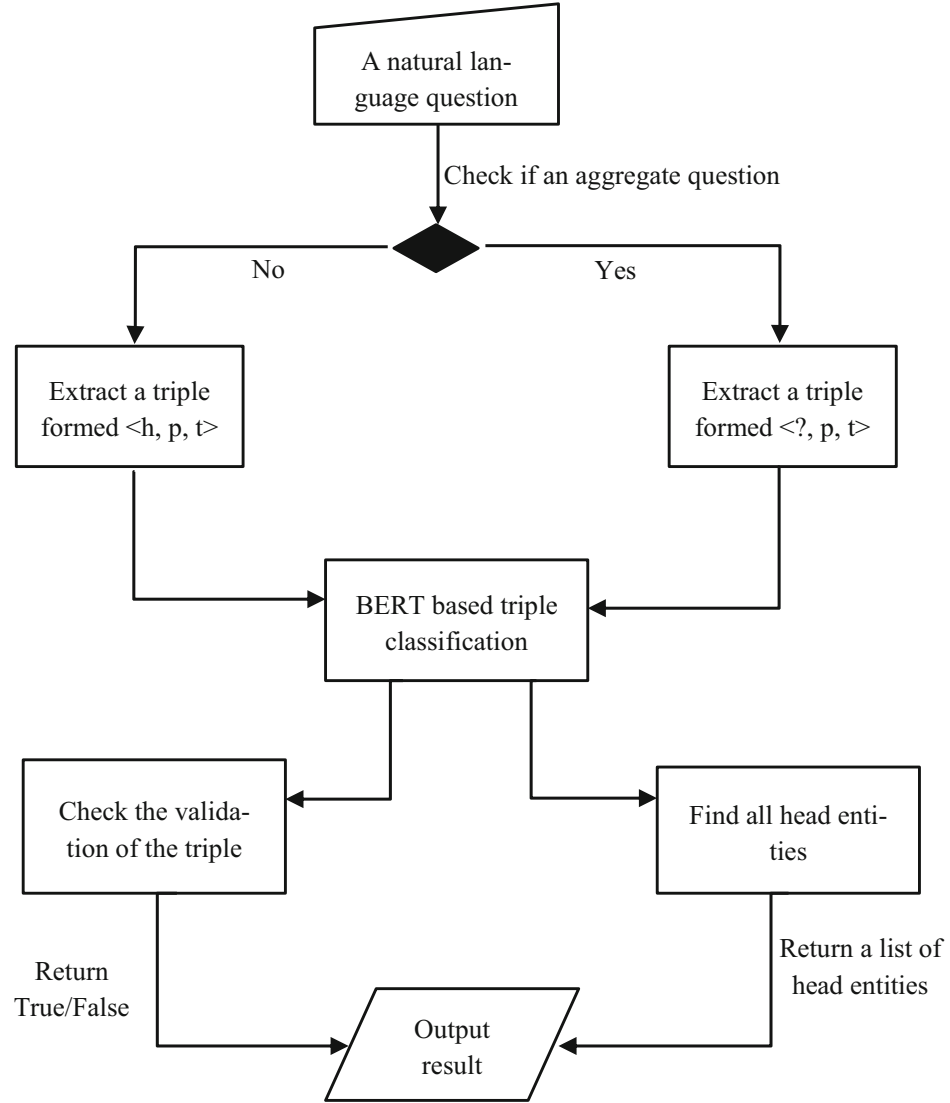 A natural lan-
guage question
Check if an aggregate question
No
Yes
Extract a triple
formed <h, p, t>
Extract a triple
formed <?, p, t>
BERT based triple
classification
Check the valida-
tion of the triple
Find all head enti-
ties
Return
True/False
Return a list of
head entities
Output
result